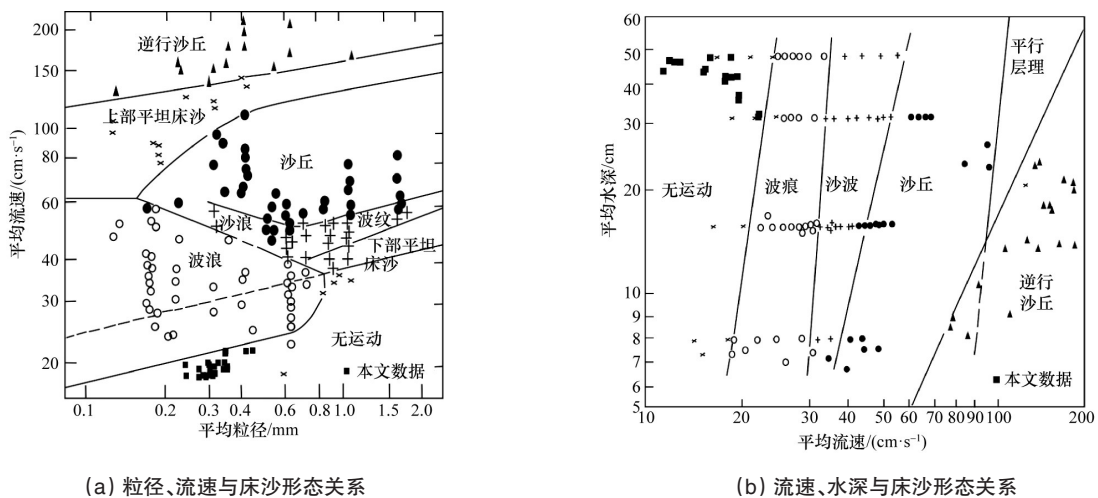 200
150
100
80
60
40
30
20
平均流速/(cm·s⁻¹)
逆行沙丘
上部平坦床沙
沙丘
沙浪
波纹
下部平坦
床沙
波浪
无运动
本文数据
0.1 0.2 0.3 0.4 0.6 0.8 1.0 2.0
平均粒径/mm
(a) 粒径、流速与床沙形态关系
60
50
40
30
20
10
9
8
7
6
5
平均水深/cm
平行
层理
无运动
波痕
沙波
沙丘
逆行
沙丘
本文数据
10 20 30 40 50 60 70 80 90 100 200
平均流速/(cm·s⁻¹)
(b) 流速、水深与床沙形态关系